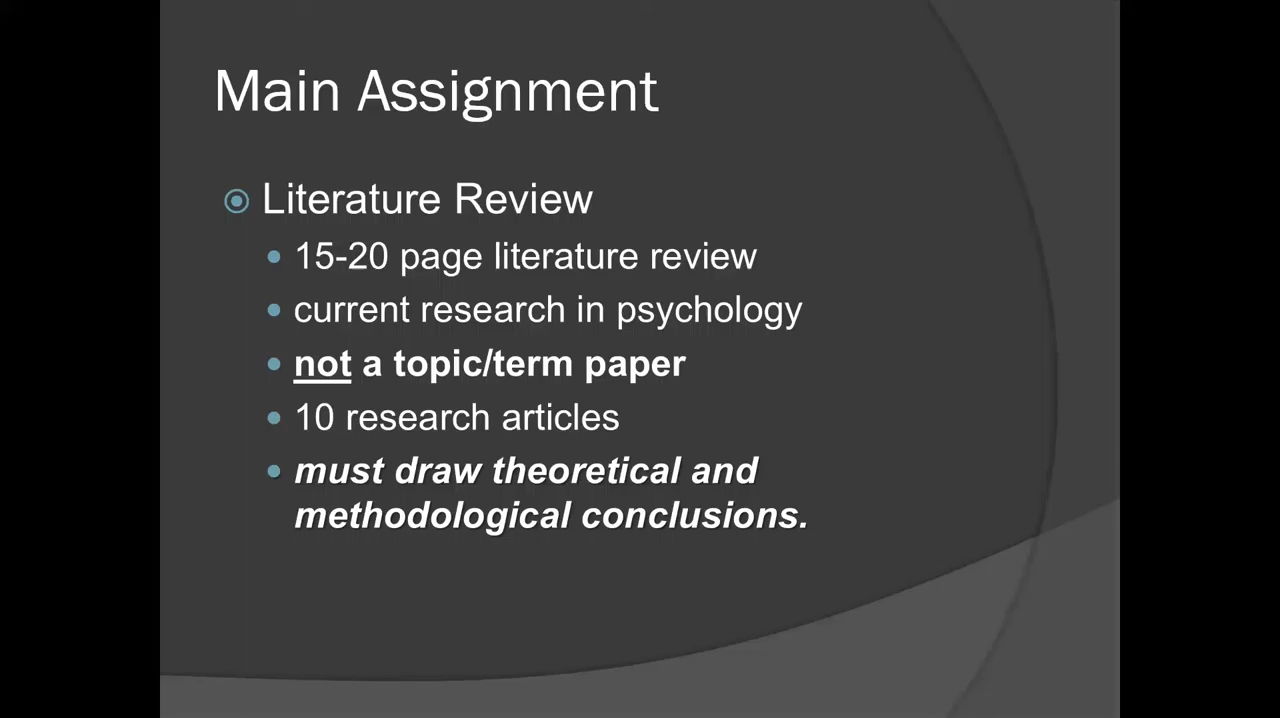 Main Assignment
Literature Review
15-20 page literature review
current research in psychology
not a topic/term paper
10 research articles
must draw theoretical and
methodological conclusions.